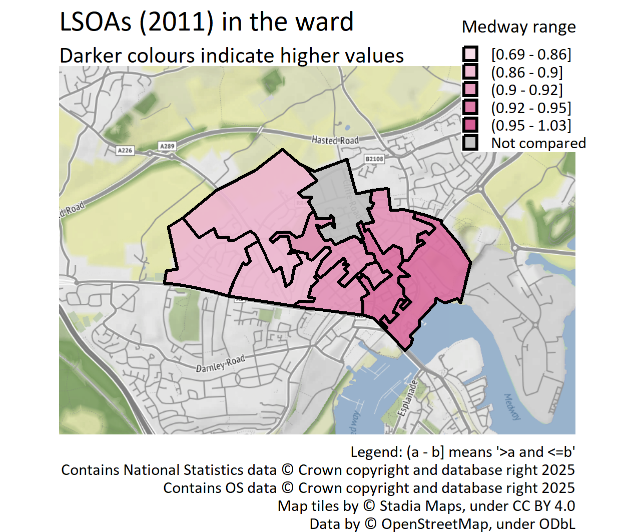 LSOAs (2011) in the ward
Darker colours indicate higher values
Medway range
[0.69 - 0.86]
(0.86 - 0.9]
(0.9 - 0.92]
(0.92 - 0.95]
(0.95 - 1.03]
Not compared
Hasted Road
A226
A289
B2108
d Road
Darnley Road
Esplanade
Medway
edway
Legend: (a - b] means '>a and <=b'
Contains National Statistics data © Crown copyright and database right 2025
Contains OS data © Crown copyright and database right 2025
Map tiles by © Stadia Maps, under CC BY 4.0
Data by © OpenStreetMap, under ODbL